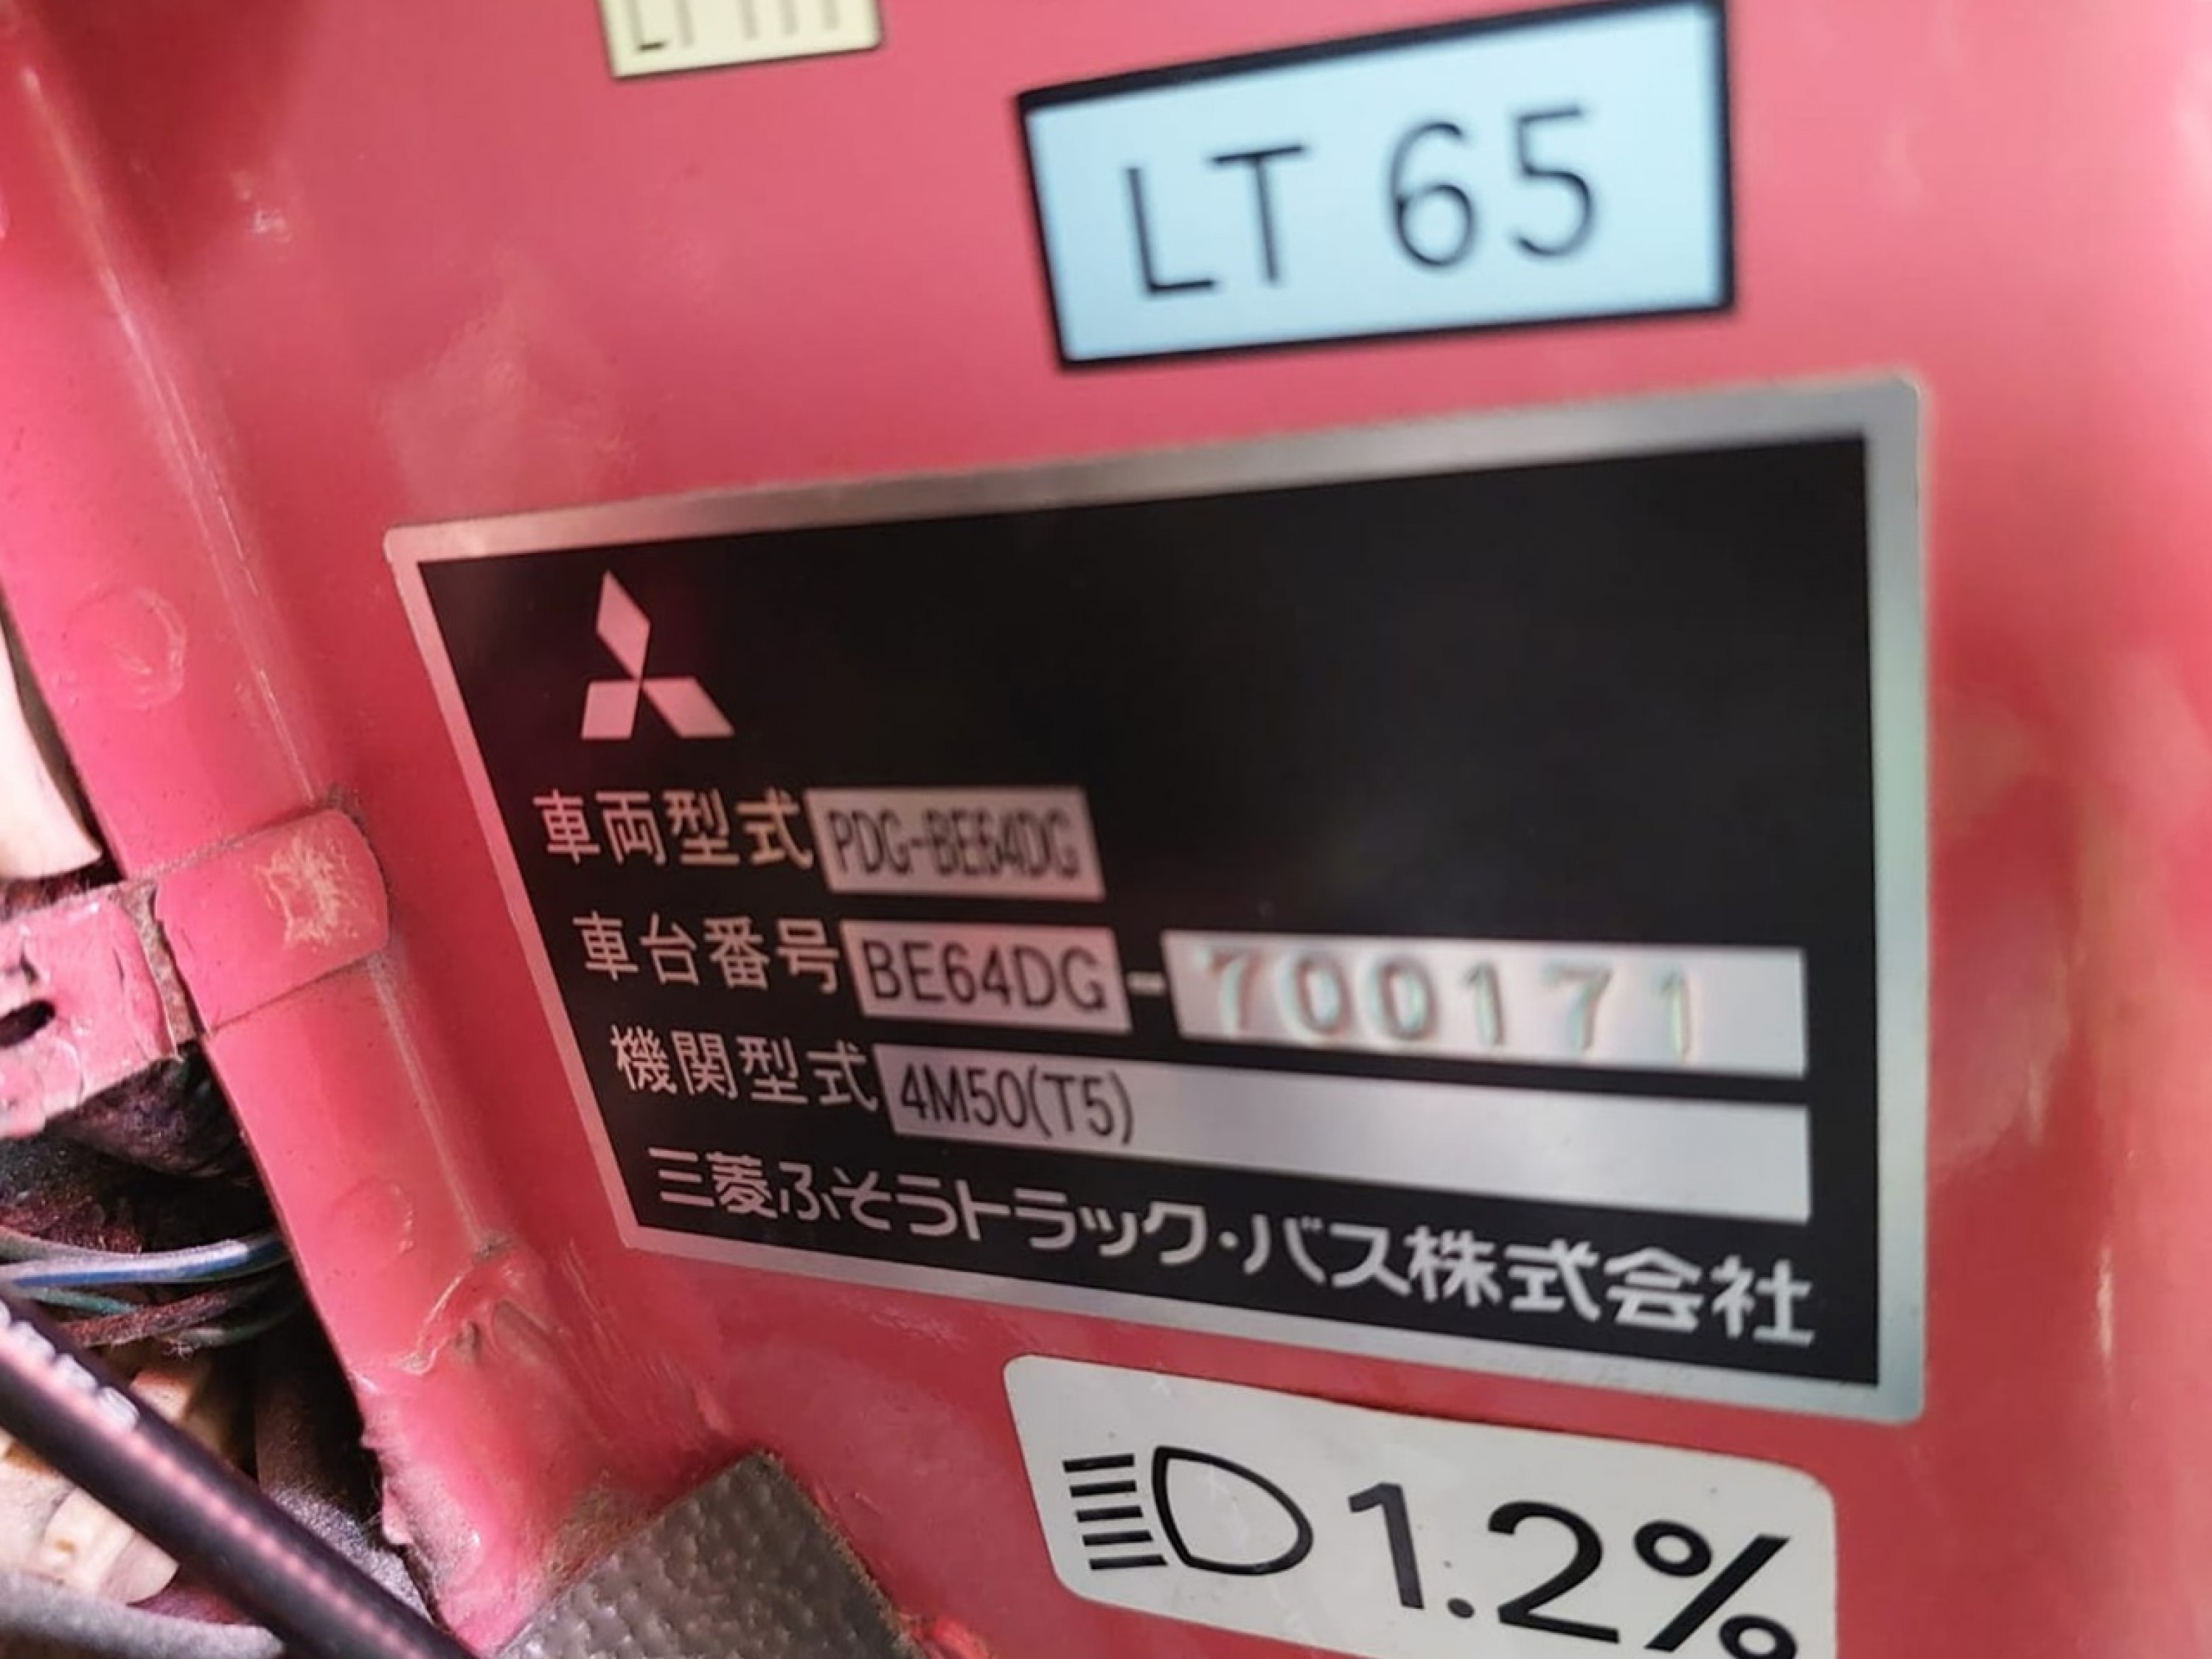 LT 65
車両型式 PDG-BE64DG
車台番号 BE64DG-700171
機関型式 4M50(T5)
三菱ふそうトラック・バス株式会社
1.2%